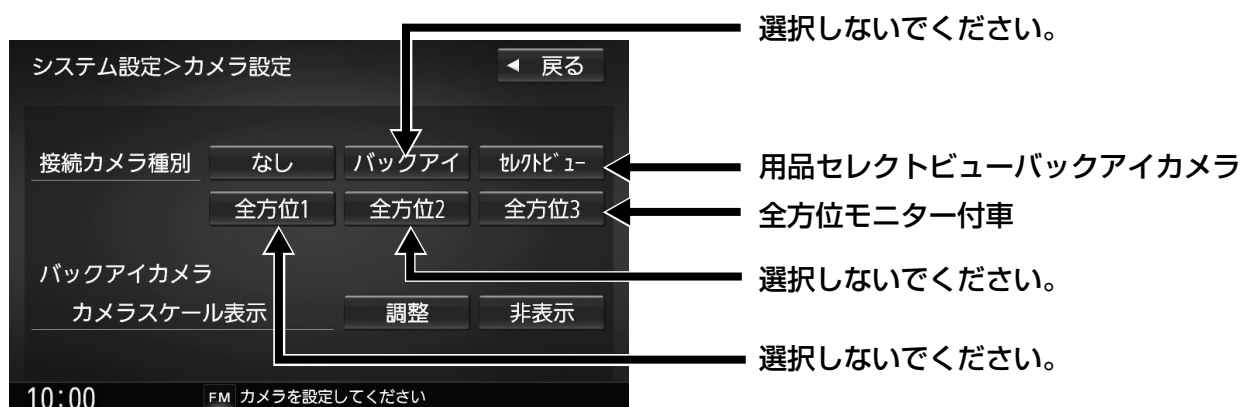 選択しないでください。
システム設定>カメラ設定
◀ 戻る
接続カメラ種別 なし バックアイ ｾﾚｸﾄﾋﾞｭｰ
用品セレクトビューバックアイカメラ
全方位1 全方位2 全方位3
全方位モニター付車
バックアイカメラ
選択しないでください。
カメラスケール表示 調整 非表示
選択しないでください。
10:00 FM カメラを設定してください